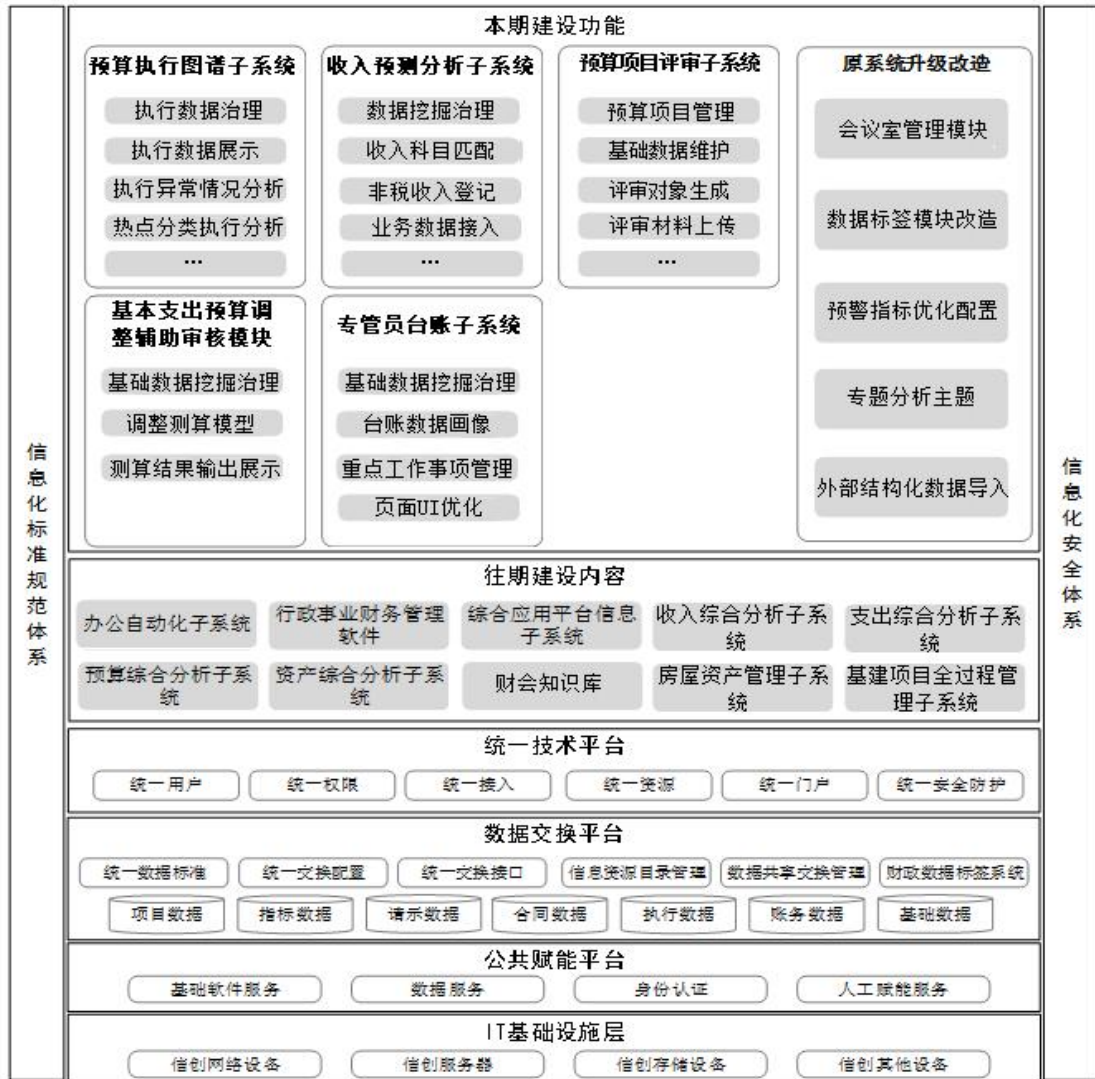 本期建设功能
预算执行图谱子系统
执行数据治理
执行数据展示
执行异常情况分析
热点分类执行分析
…
收入预测分析子系统
数据挖掘治理
收入科目匹配
非税收入登记
业务数据接入
…
预算项目评审子系统
预算项目管理
基础数据维护
评审对象生成
评审材料上传
…
原系统升级改造
会议室管理模块
数据标签模块改造
预警指标优化配置
专题分析主题
外部结构化数据导入
基本支出预算调
整辅助审核模块
基础数据挖掘治理
调整测算模型
测算结果输出展示
专管员台账子系统
基础数据挖掘治理
台账数据画像
重点工作事项管理
页面UI优化
信
息
化
标
准
规
范
体
系
信
息
化
安
全
体
系
往期建设内容
办公自动化子系统
行政事业财务管理
软件
综合应用平台信息
子系统
收入综合分析子系
统
支出综合分析子系
统
预算综合分析子系
统
资产综合分析子系
统
财会知识库
房屋资产管理子系
统
基建项目全过程管
理子系统
统一技术平台
统一用户
统一权限
统一接入
统一资源
统一门户
统一安全防护
数据交换平台
统一数据标准
统一交换配置
统一交换接口
信息资源目录管理
数据共享交换管理
财政数据标签系统
项目数据
指标数据
请示数据
合同数据
执行数据
账务数据
基础数据
公共赋能平台
基础软件服务
数据服务
身份认证
人工赋能服务
IT基础设施层
信创网络设备
信创服务器
信创存储设备
信创其他设备